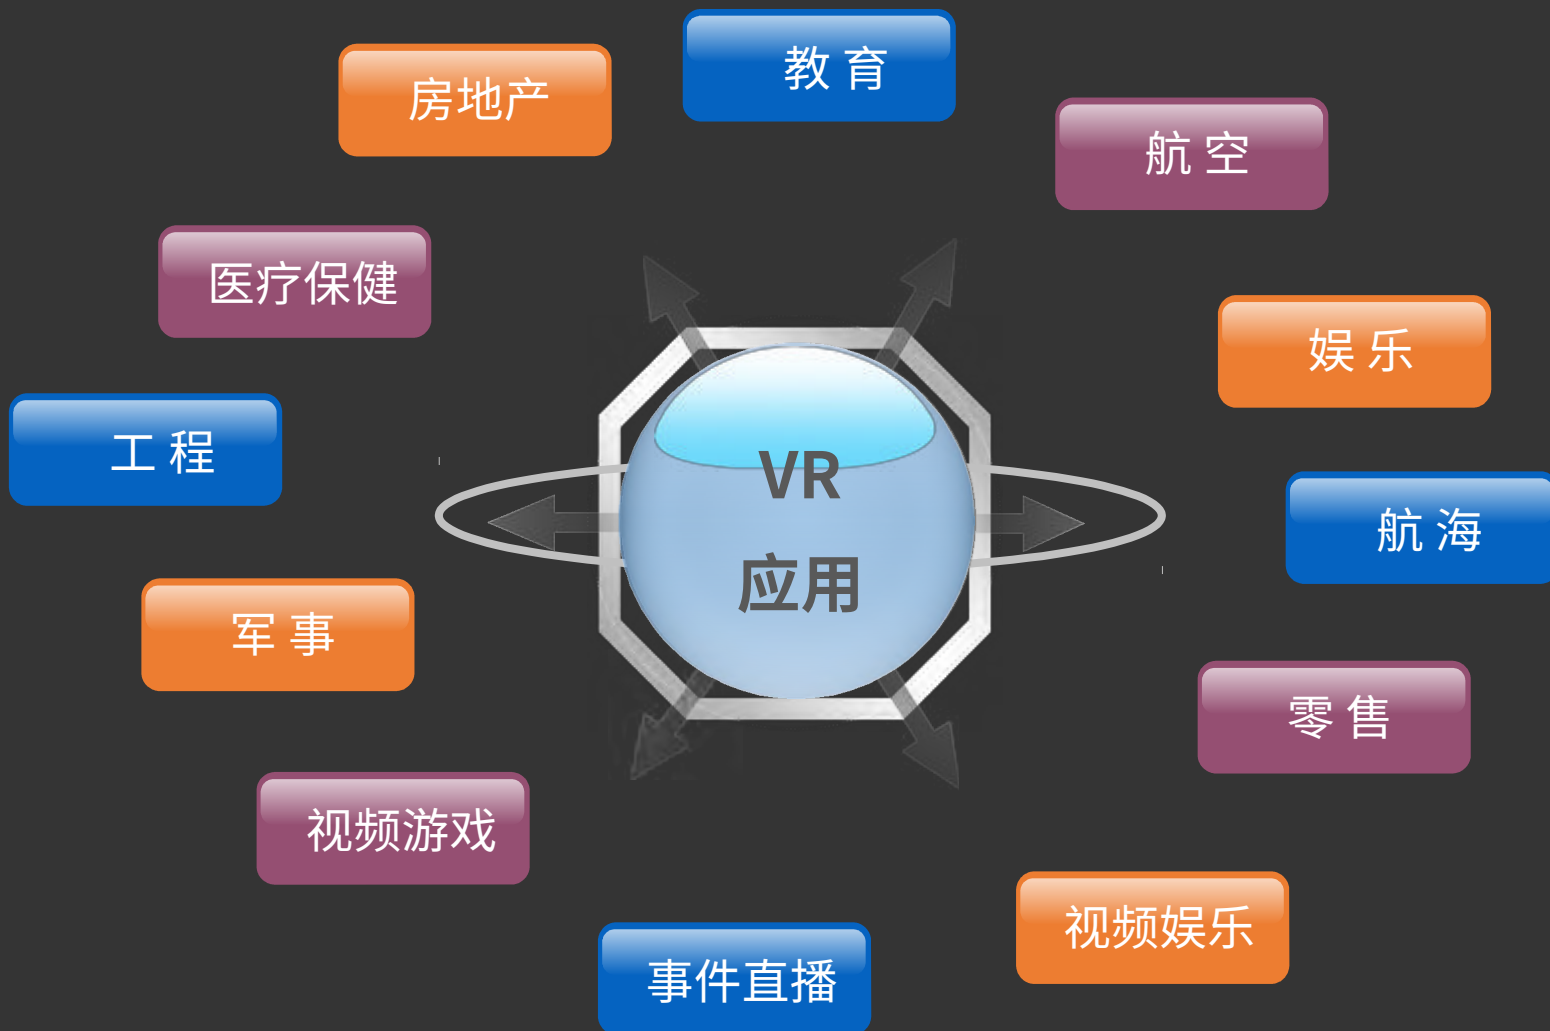 教 育
房地产
航 空
医疗保健
娱 乐
工 程
VR
应用
航 海
军 事
零 售
视频游戏
视频娱乐
事件直播